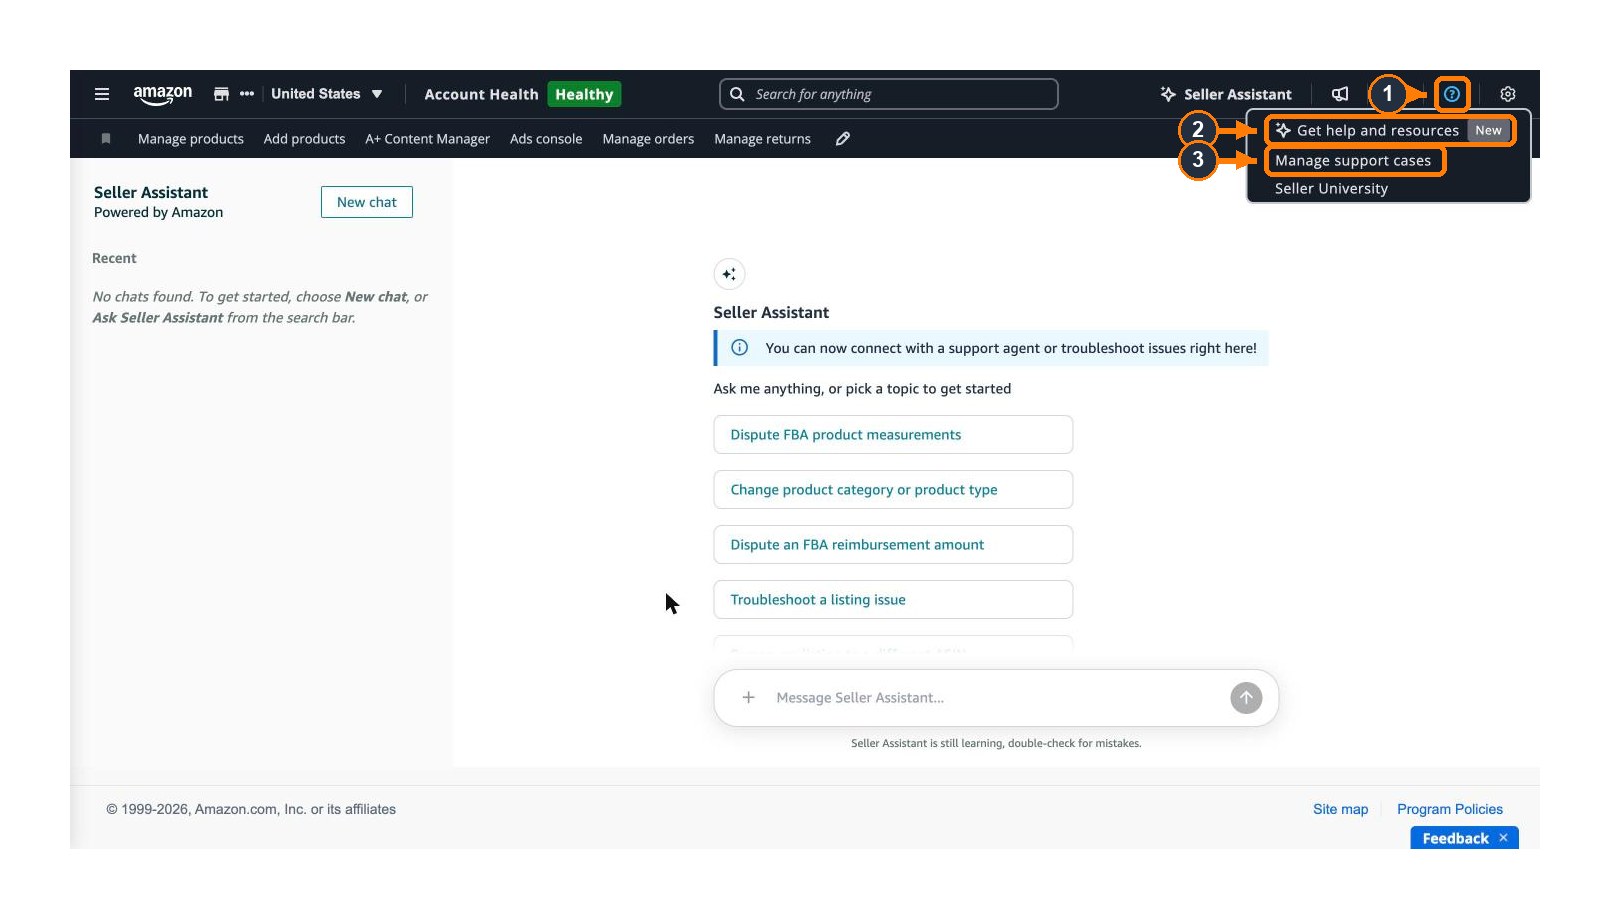 amazon
United States
Account Health Healthy
Search for anything
Seller Assistant
1
Manage products
Add products
A+ Content Manager
Ads console
Manage orders
Manage returns
2
Get help and resources New
3
Manage support cases
Seller University
Seller Assistant
Powered by Amazon
New chat
Recent
No chats found. To get started, choose New chat, or
Ask Seller Assistant from the search bar.
Seller Assistant
You can now connect with a support agent or troubleshoot issues right here!
Ask me anything, or pick a topic to get started
Dispute FBA product measurements
Change product category or product type
Dispute an FBA reimbursement amount
Troubleshoot a listing issue
Message Seller Assistant...
Seller Assistant is still learning, double-check for mistakes.
© 1999-2026, Amazon.com, Inc. or its affiliates
Site map
Program Policies
Feedback